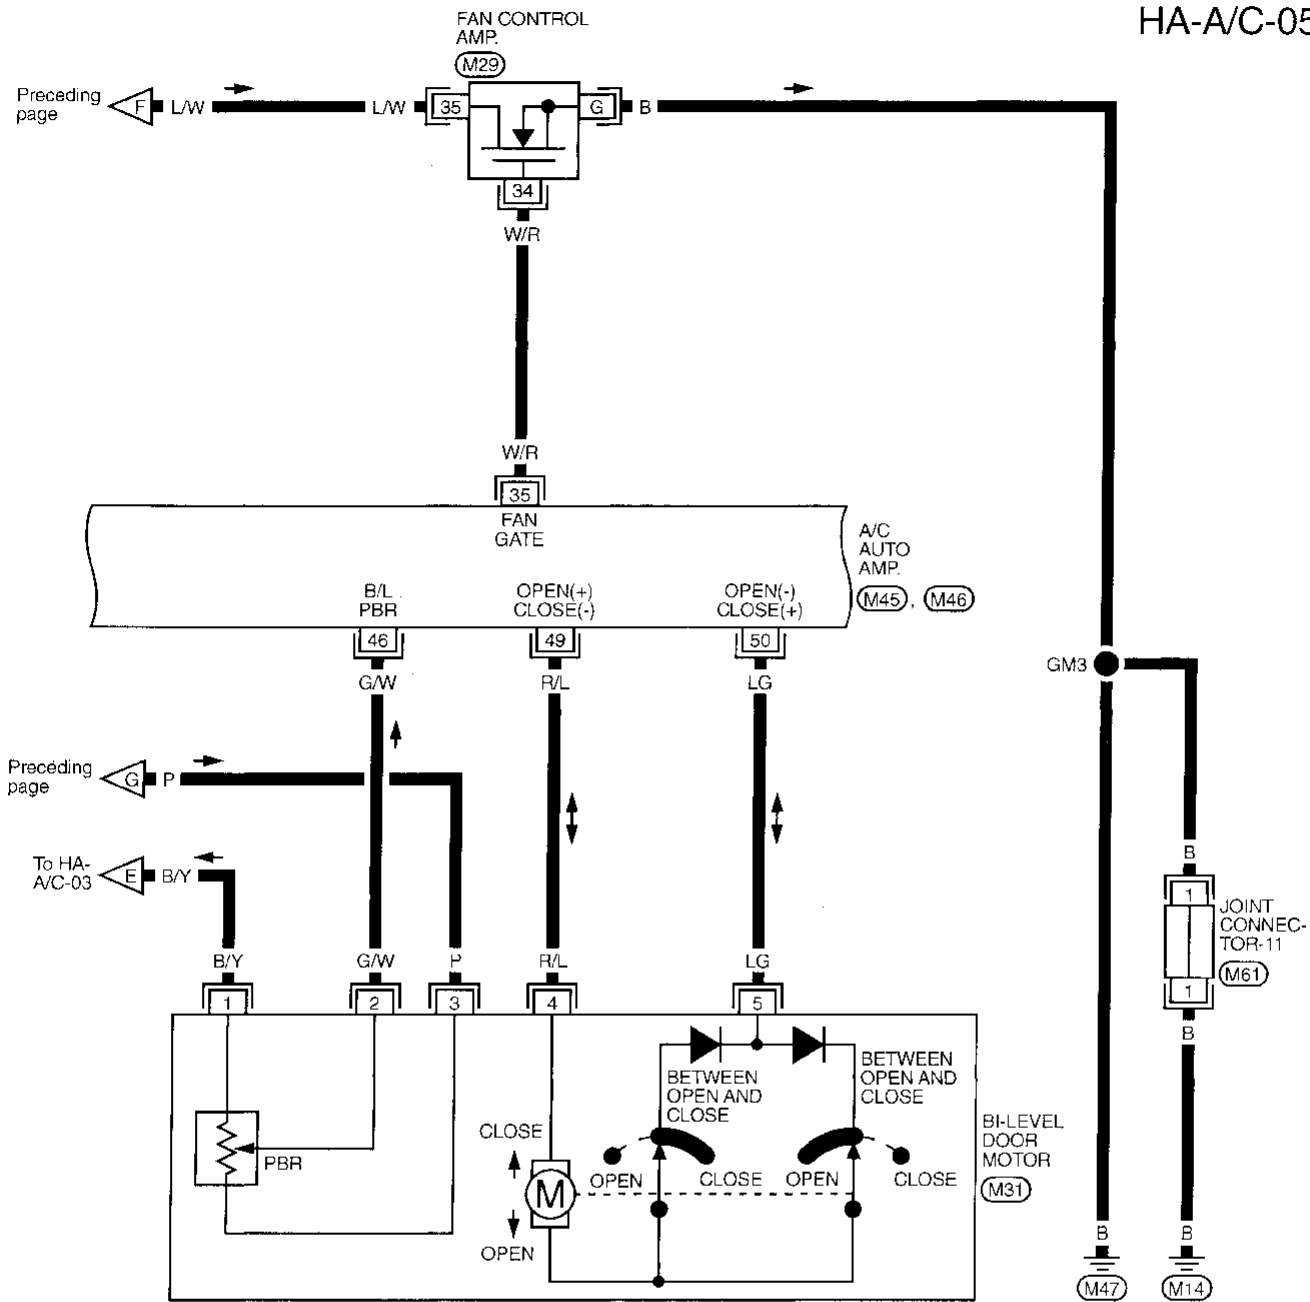 HA-A/C-05
FAN CONTROL
AMP.
M29
Preceding
page
F
L/W
L/W
35
G
B
34
W/R
W/R
35
FAN
GATE
A/C
AUTO
AMP.
M45, M46
B/L
PBR
OPEN(+)
CLOSE(-)
OPEN(-)
CLOSE(+)
46
49
50
G/W
R/L
LG
GM3
Preceding
page
G
P
To HA-
A/C-03
E
B/Y
B
1
JOINT
CONNEC-
TOR-11
M61
1
B
B/Y
G/W
P
R/L
LG
1
2
3
4
5
BETWEEN
OPEN AND
CLOSE
BETWEEN
OPEN AND
CLOSE
BI-LEVEL
DOOR
MOTOR
M31
PBR
CLOSE
M
OPEN
OPEN
CLOSE
OPEN
CLOSE
B
B
M47
M14